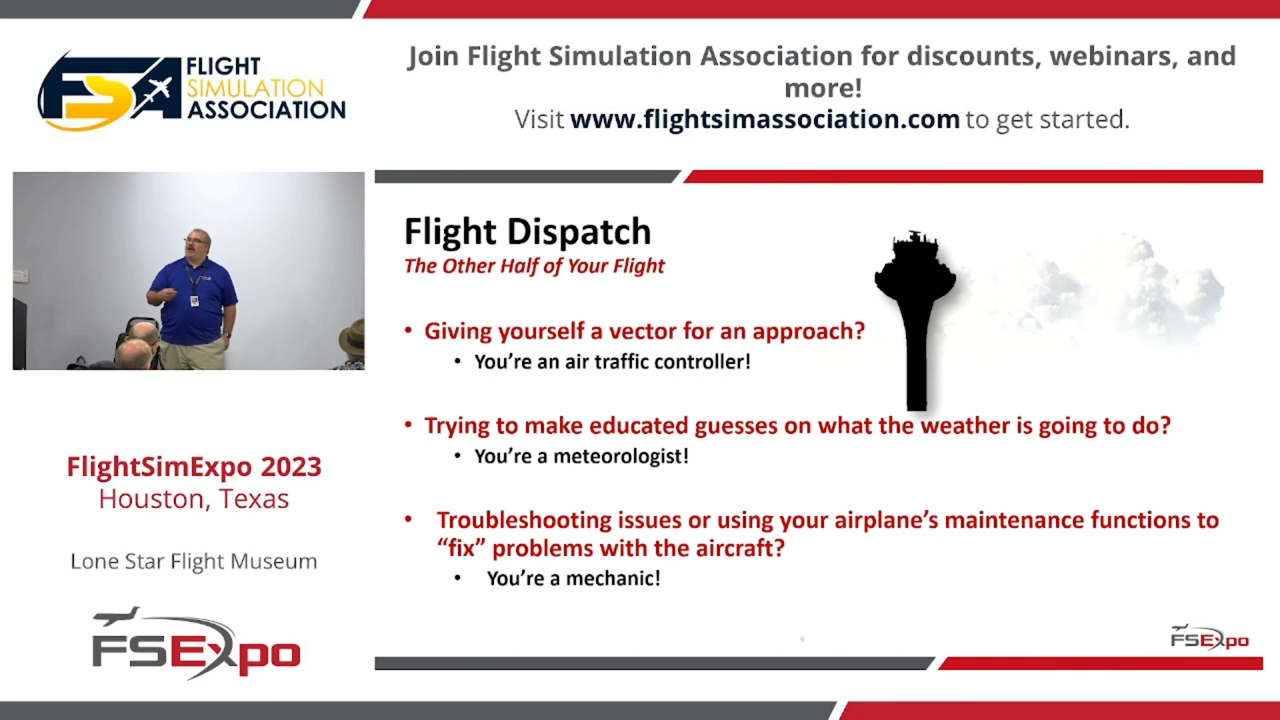 FLIGHT
SIMULATION
ASSOCIATION
FSA
Join Flight Simulation Association for discounts, webinars, and
more!
Visit www.flightsimassociation.com to get started.
Flight Dispatch
The Other Half of Your Flight
• Giving yourself a vector for an approach?
• You’re an air traffic controller!
• Trying to make educated guesses on what the weather is going to do?
• You’re a meteorologist!
• Troubleshooting issues or using your airplane’s maintenance functions to
“fix” problems with the aircraft?
• You’re a mechanic!
FlightSimExpo 2023
Houston, Texas
Lone Star Flight Museum
FSExpo
FSExpo